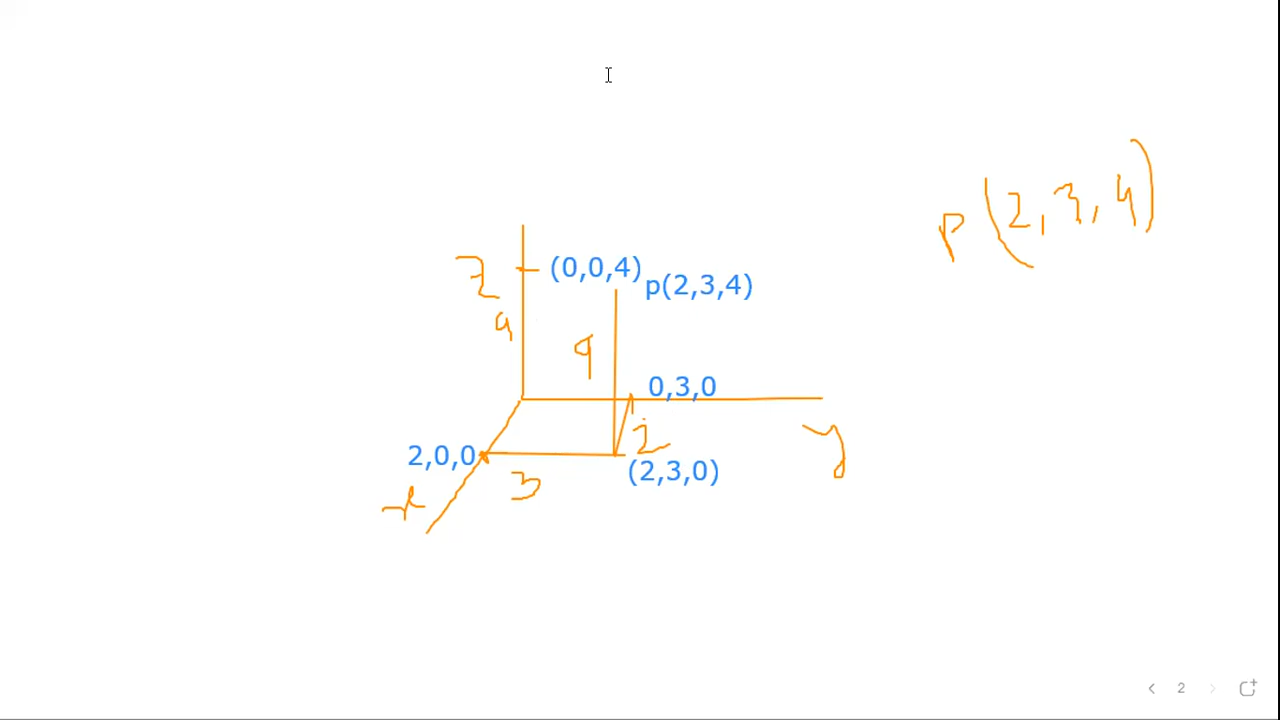 p(2,3,4)
z
(0,0,4)
p(2,3,4)
4
4
0,3,0
2
y
2,0,0
3
(2,3,0)
x
2